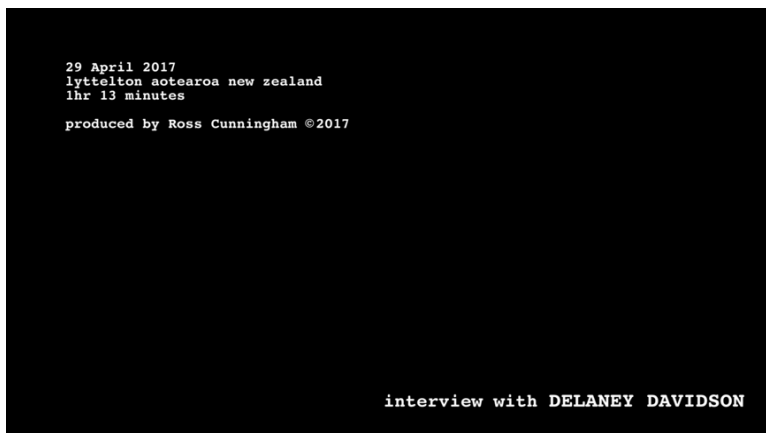 29 April 2017
lyttelton aotearoa new zealand
1hr 13 minutes
produced by Ross Cunningham ©2017
interview with DELANEY DAVIDSON